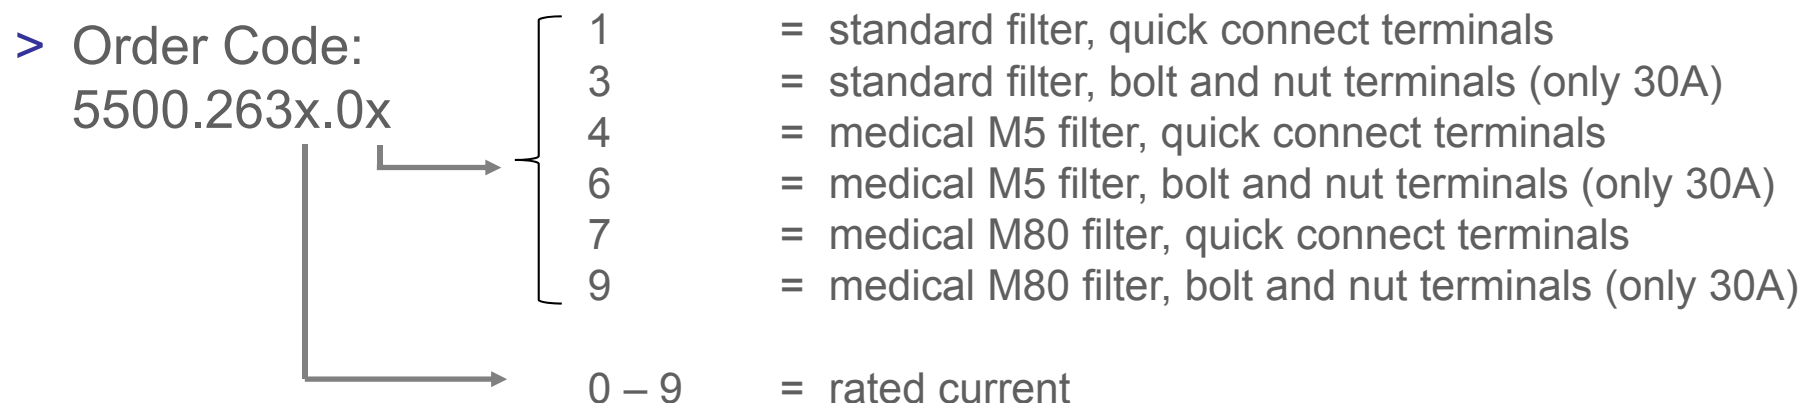 > Order Code:
5500.263x.0x
1 = standard filter, quick connect terminals
3 = standard filter, bolt and nut terminals (only 30A)
4 = medical M5 filter, quick connect terminals
6 = medical M5 filter, bolt and nut terminals (only 30A)
7 = medical M80 filter, quick connect terminals
9 = medical M80 filter, bolt and nut terminals (only 30A)
0 – 9 = rated current